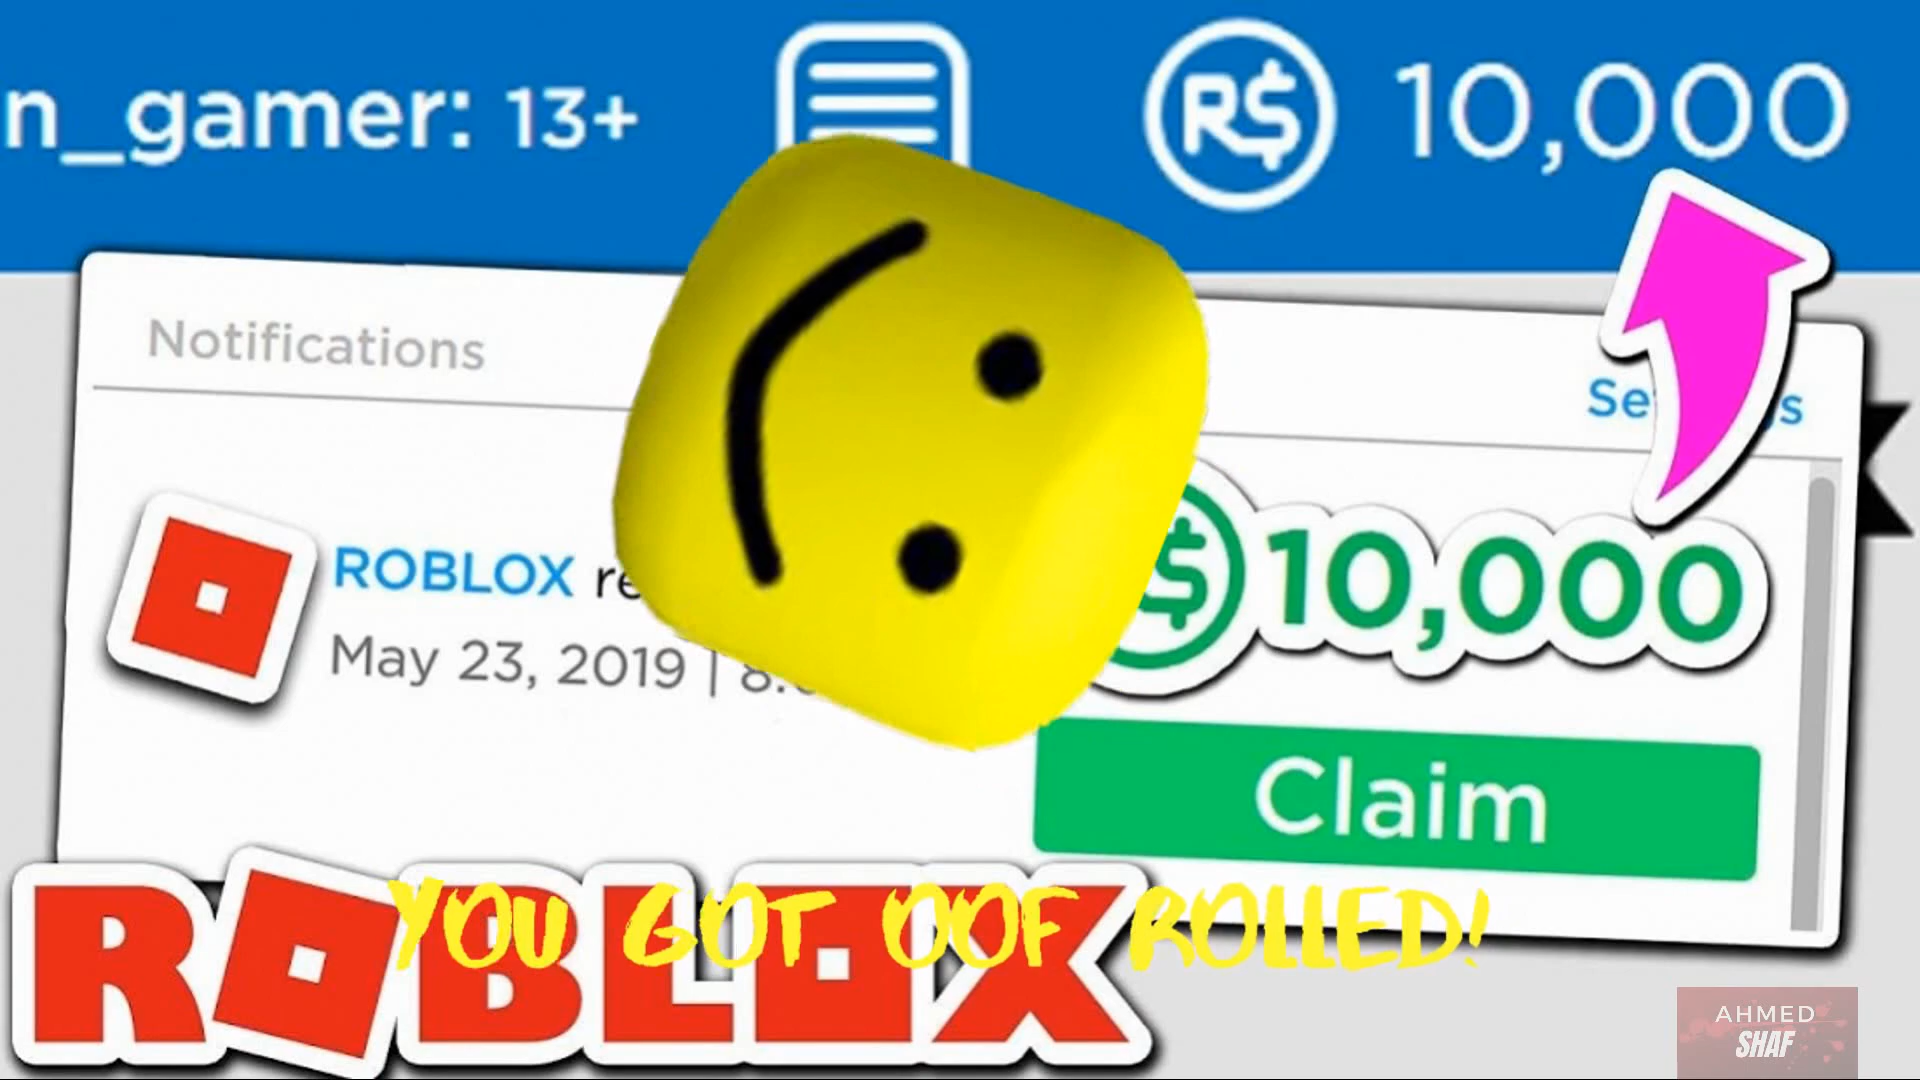 n_gamer: 13+
R$ 10,000
Notifications
ROBLOX
$10,000
May 23, 2019 |
Claim
ROBLOX
YOU GOT OOF ROLLED!
AHMED
SHAF